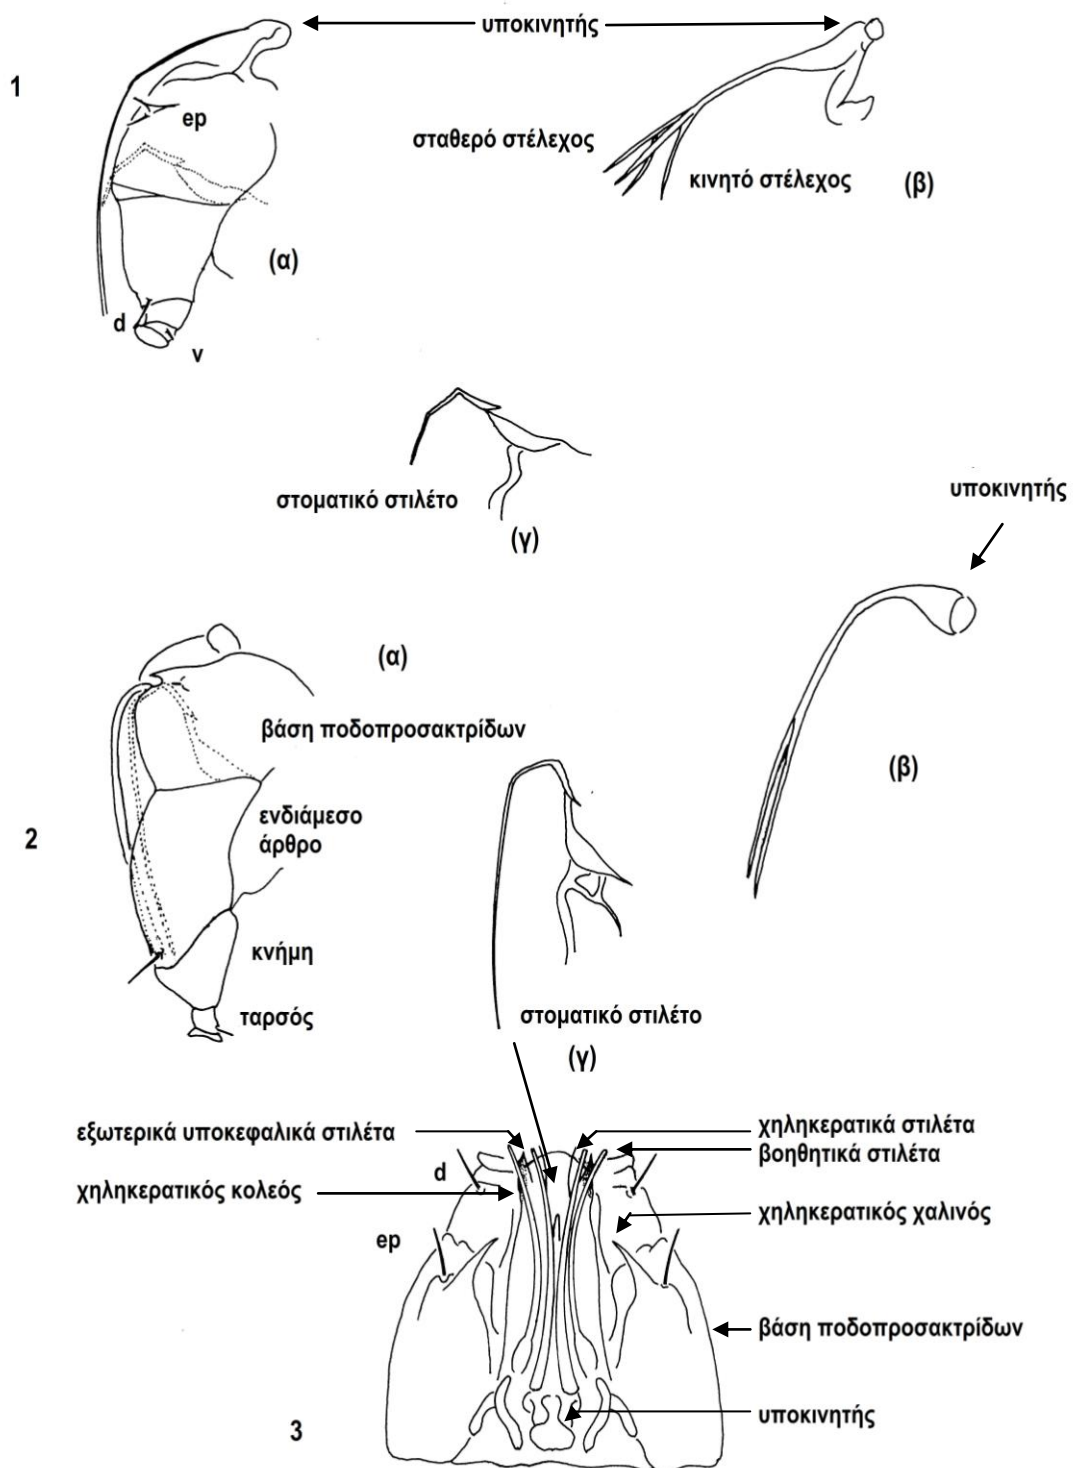 υποκινητής
1
ep
σταθερό στέλεχος
κινητό στέλεχος
(β)
(α)
d
v
στοματικό στιλέτο
(γ)
υποκινητής
(α)
βάση ποδοπροσακτρίδων
(β)
ενδιάμεσο
άρθρο
2
κνήμη
ταρσός
στοματικό στιλέτο
(γ)
εξωτερικά υποκεφαλικά στιλέτα
χηληκερατικά στιλέτα
βοηθητικά στιλέτα
d
χηληκερατικός κολεός
χηληκερατικός χαλινός
ep
βάση ποδοπροσακτρίδων
υποκινητής
3